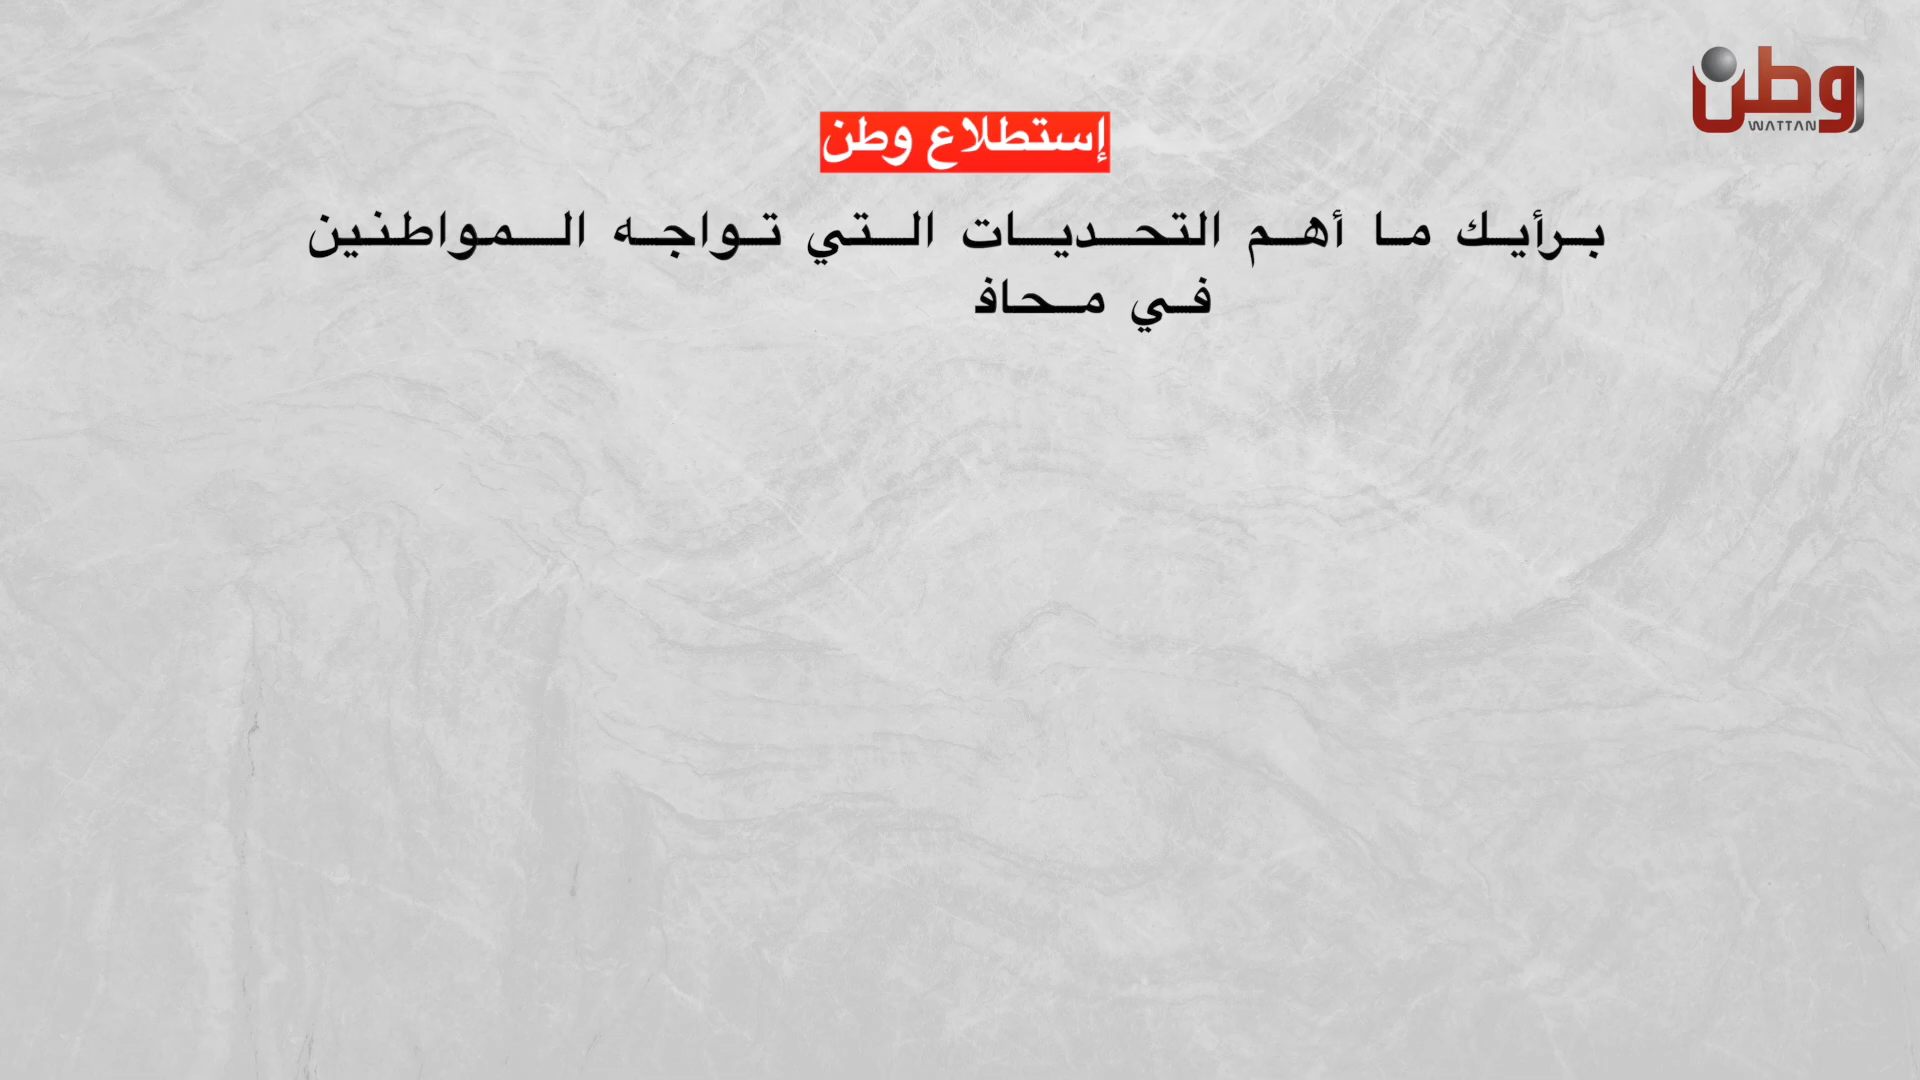 وطن
WATTAN
إستطلاع وطن
برأيك ما أهم التحديات التي تواجه المواطنين
في محاف